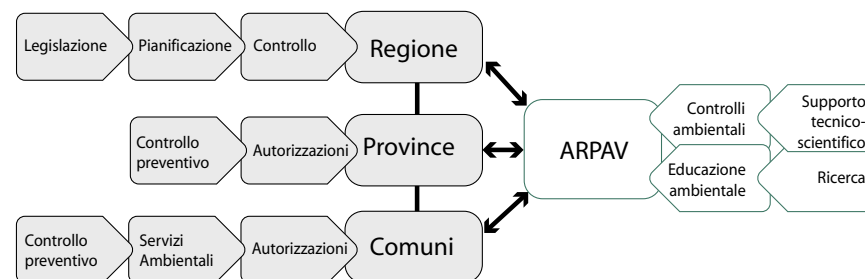 Legislazione
Pianificazione
Controllo
Regione
Controllo
preventivo
Autorizzazioni
Province
Controllo
preventivo
Servizi
Ambientali
Autorizzazioni
Comuni
ARPAV
Controlli
ambientali
Supporto
tecnico-
scientifico
Educazione
ambientale
Ricerca